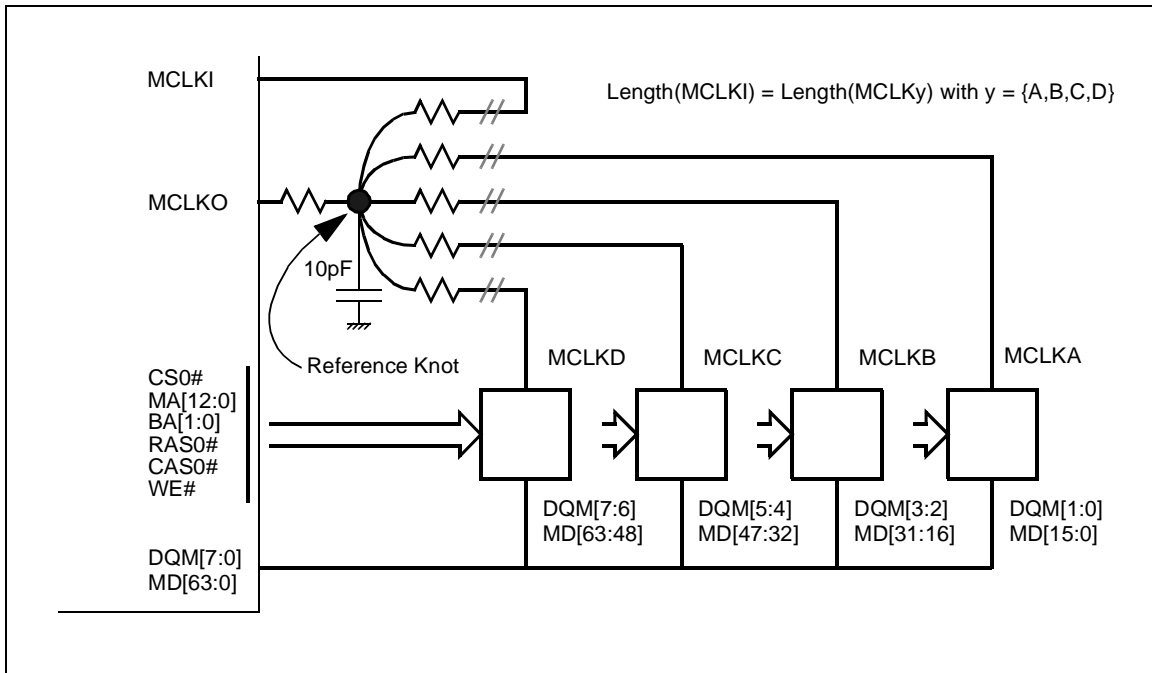 MCLKI
Length(MCLKI) = Length(MCLKy) with y = {A,B,C,D}
MCLKO
10pF
Reference Knot
MCLKD
MCLKC
MCLKB
MCLKA
CS0#
MA[12:0]
BA[1:0]
RAS0#
CAS0#
WE#
DQM[7:6]
MD[63:48]
DQM[5:4]
MD[47:32]
DQM[3:2]
MD[31:16]
DQM[1:0]
MD[15:0]
DQM[7:0]
MD[63:0]